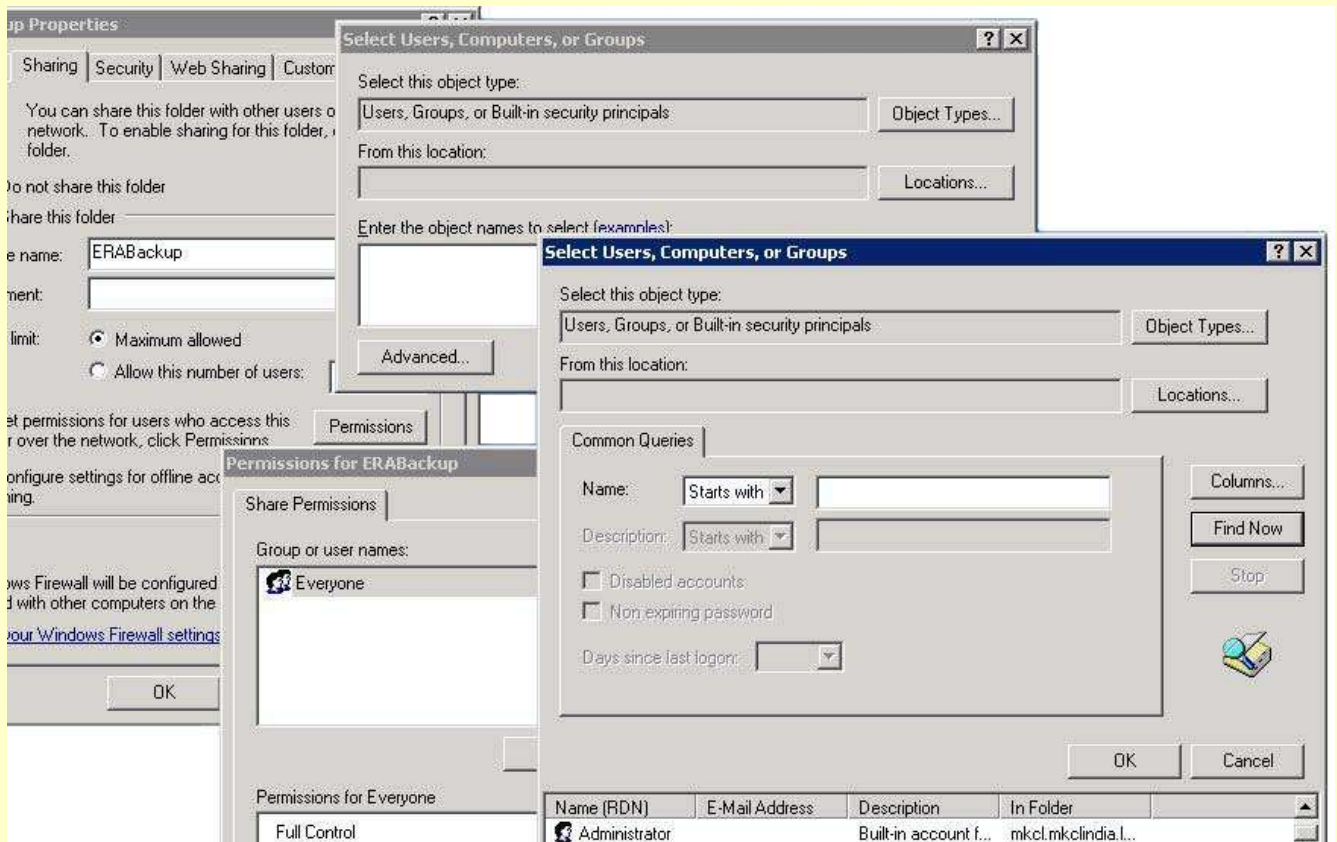 up Properties
Sharing Security Web Sharing Custom
You can share this folder with other users o
network. To enable sharing for this folder,
folder.
Do not share this folder
Share this folder
e name: ERABackup
ment:
limit: Maximum allowed
Allow this number of users:
et permissions for users who access this
r over the network, click Permissions
Permissions
onfigure settings for offline acc
hing.
ows Firewall will be configured
d with other computers on the
your Windows Firewall settings
OK
Select Users, Computers, or Groups
Select this object type:
Users, Groups, or Built-in security principals
Object Types...
From this location:
Locations...
Enter the object names to select (examples):
Advanced...
Permissions for ERABackup
Share Permissions
Group or user names:
Everyone
Permissions for Everyone
Full Control
Select Users, Computers, or Groups
Select this object type:
Users, Groups, or Built-in security principals
Object Types...
From this location:
Locations...
Common Queries
Name: Starts with
Description: Starts with
Disabled accounts
Non expiring password
Days since last logon:
Columns...
Find Now
Stop
OK Cancel
Name (RDN) E-Mail Address Description In Folder
Administrator Built-in account f... mkcl.mkclindia.l...